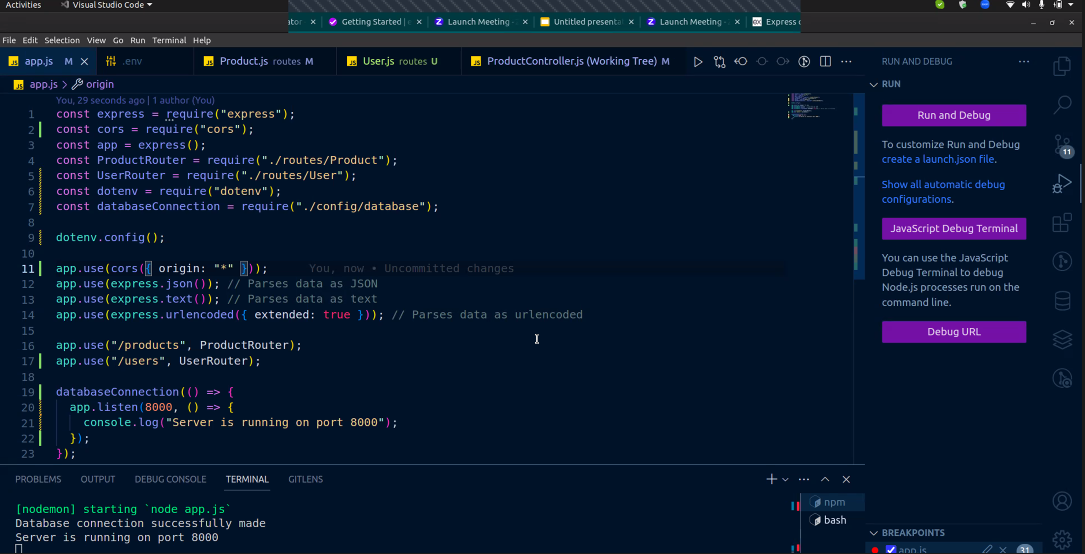 Activities
Visual Studio Code
Getting Started |
Launch Meeting -
Untitled presenta
Launch Meeting -
Express c
File Edit Selection View Go Run Terminal Help
app.js M
.env
Product.js routes M
User.js routes U
ProductController.js (Working Tree) M
app.js > origin
You, 29 seconds ago | 1 author (You)
1 const express = require("express");
2 const cors = require("cors");
3 const app = express();
4 const ProductRouter = require("./routes/Product");
5 const UserRouter = require("./routes/User");
6 const dotenv = require("dotenv");
7 const databaseConnection = require("./config/database");
8
9 dotenv.config();
10
11 app.use(cors({ origin: "*" })); You, now • Uncommitted changes
12 app.use(express.json()); // Parses data as JSON
13 app.use(express.text()); // Parses data as text
14 app.use(express.urlencoded({ extended: true })); // Parses data as urlencoded
15
16 app.use("/products", ProductRouter);
17 app.use("/users", UserRouter);
18
19 databaseConnection(() => {
20 app.listen(8000, () => {
21 console.log("Server is running on port 8000");
22 });
23 });
PROBLEMS OUTPUT DEBUG CONSOLE TERMINAL GITLENS
[nodemon] starting `node app.js`
Database connection successfully made
Server is running on port 8000
npm
bash
RUN AND DEBUG
RUN
Run and Debug
To customize Run and Debug
create a launch.json file.
Show all automatic debug
configurations.
JavaScript Debug Terminal
You can use the JavaScript
Debug Terminal to debug
Node.js processes run on the
command line.
Debug URL
11
BREAKPOINTS
app.js 31